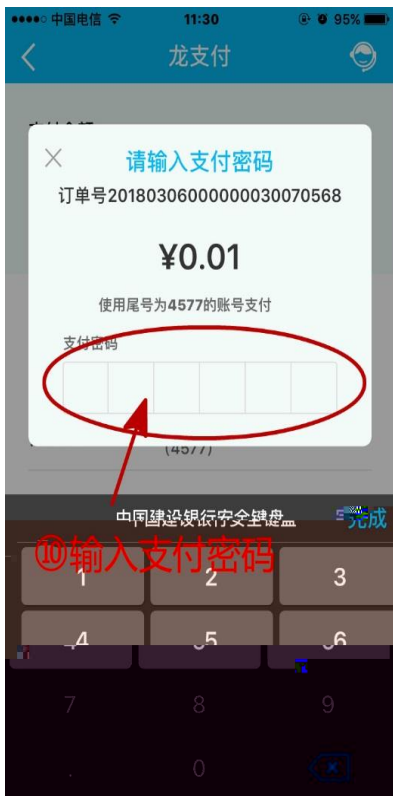 中国电信 11:30 95%
龙支付
请输入支付密码
订单号20180306000000030070568
¥0.01
使用尾号为4577的账号支付
支付密码
(4577)
中国建设银行安全键盘 完成
⑩输入支付密码
1 2 3
4 5 6
7 8 9
. 0